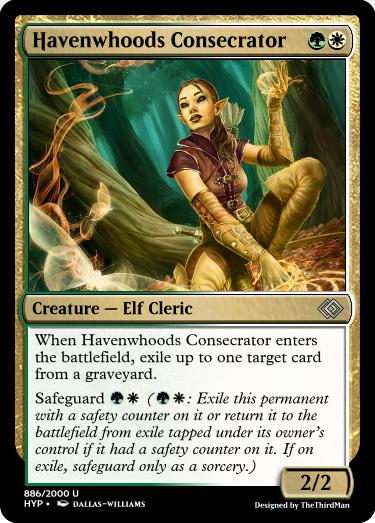 Havenwhoods Consecrator
Creature — Elf Cleric
When Havenwhoods Consecrator enters
the battlefield, exile up to one target card
from a graveyard.
Safeguard (: Exile this permanent
with a safety counter on it or return it to the
battlefield from exile tapped under its owner's
control if it had a safety counter on it. If on
exile, safeguard only as a sorcery.)
2/2
886/2000 U
HYP • DALLAS-WILLIAMS
Designed by TheThirdMan